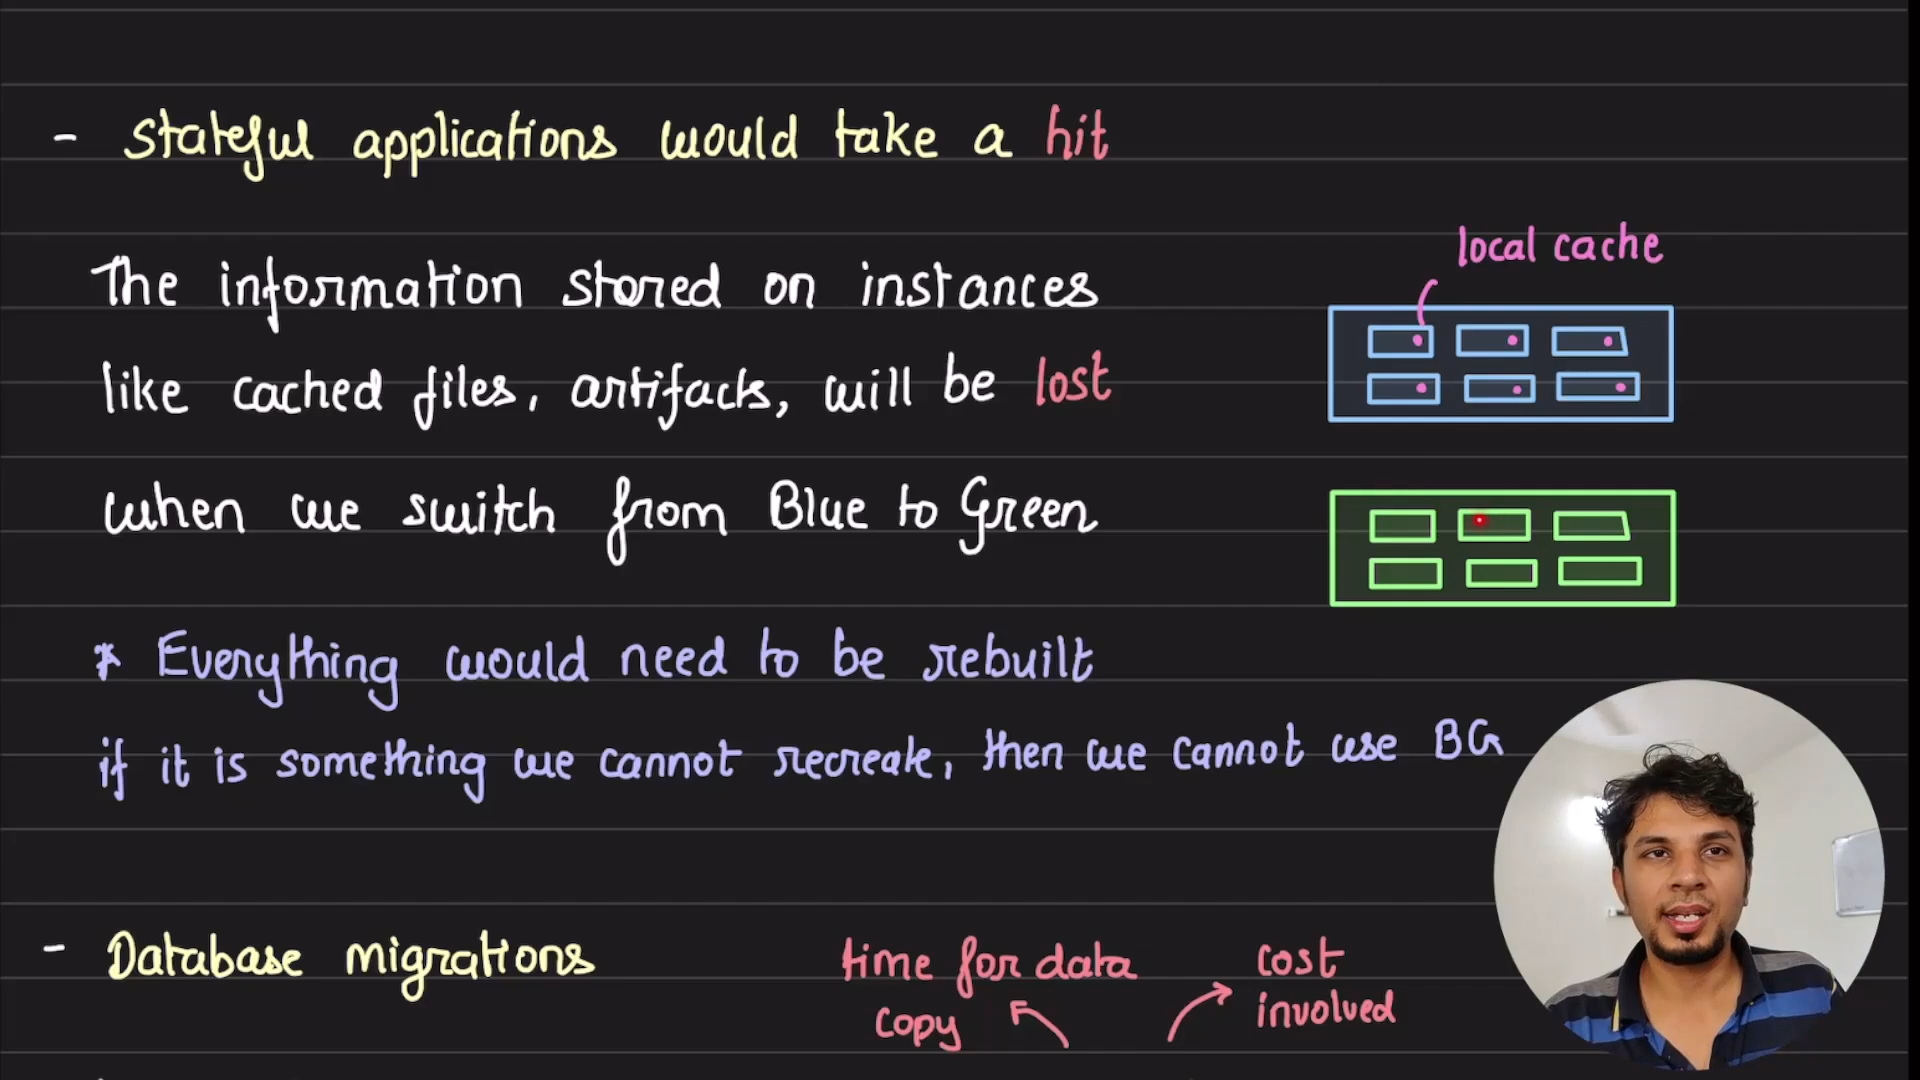 - Stateful applications would take a hit
local cache
The information stored on instances
like cached files, artifacts, will be lost
when we switch from Blue to Green
* Everything would need to be rebuilt
if it is something we cannot recreate, then we cannot use BG
- Database migrations
time for data
copy
cost
involved